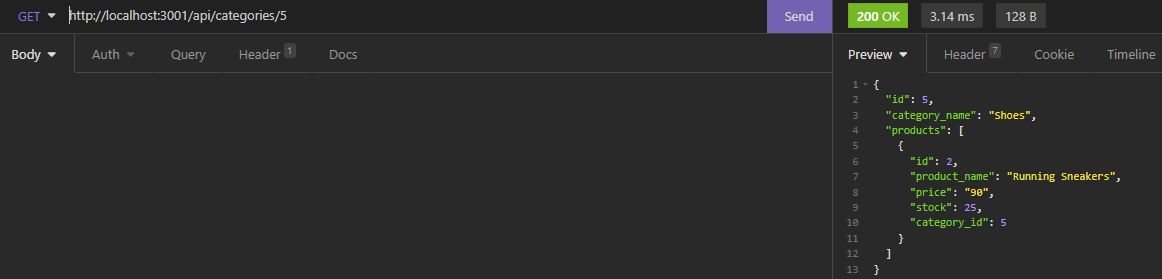 GET http://localhost:3001/api/categories/5 Send 200 OK 3.14 ms 128 B
Body Auth Query Header 1 Docs Preview Header 7 Cookie Timeline
1 {
2 "id": 5,
3 "category_name": "Shoes",
4 "products": [
5 {
6 "id": 2,
7 "product_name": "Running Sneakers",
8 "price": "90",
9 "stock": 25,
10 "category_id": 5
11 }
12 ]
13 }